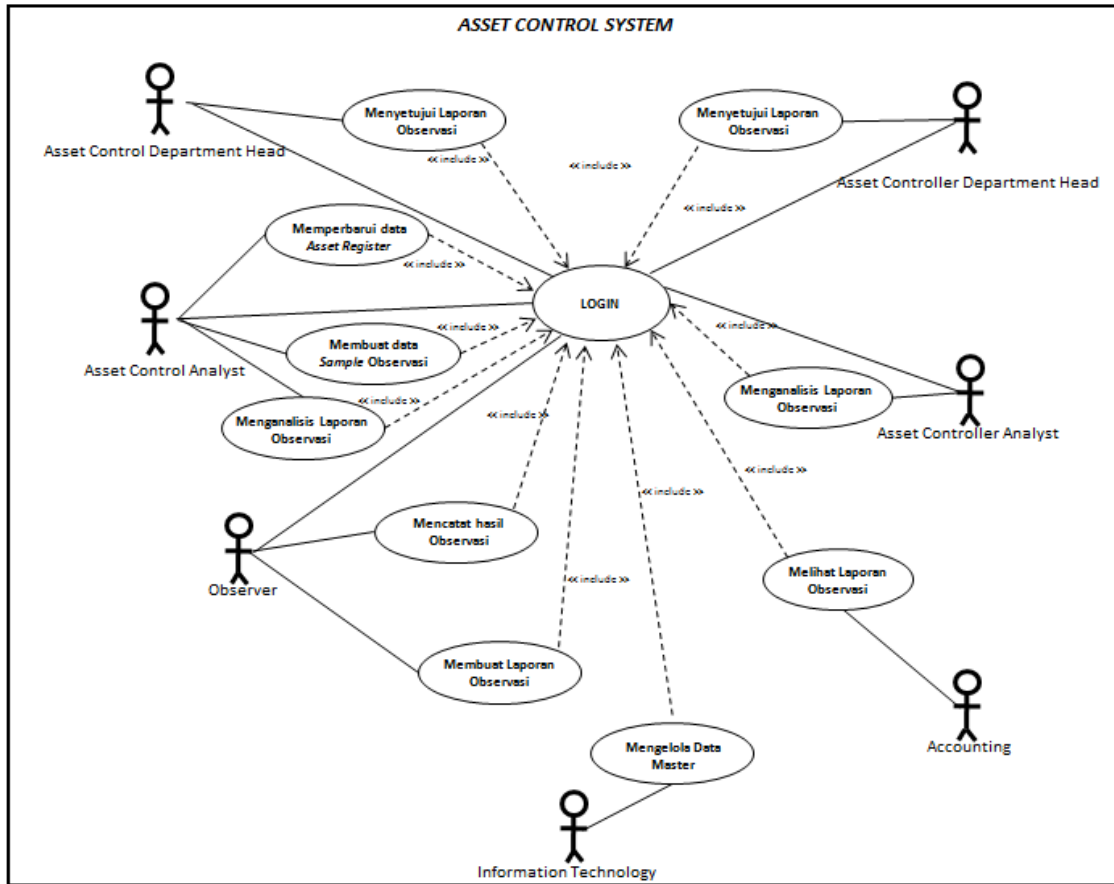 ASSET CONTROL SYSTEM
Menyetujui Laporan
Observasi
Menyetujui Laporan
Observasi
Asset Control Department Head
<< include >>
<< include >>
Asset Controller Department Head
<< include >>
Memperbarui data
Asset Register
<< include >>
LOGIN
<< include >>
<< include >>
Membuat data
Sample Observasi
Asset Control Analyst
Menganalisis Laporan
Observasi
<< include >>
Menganalisis Laporan
Observasi
<< include >>
Asset Controller Analyst
<< include >>
<< include >>
Mencatat hasil
Observasi
Observer
<< include >>
Melihat Laporan
Observasi
Membuat Laporan
Observasi
Accounting
Mengelola Data
Master
Information Technology